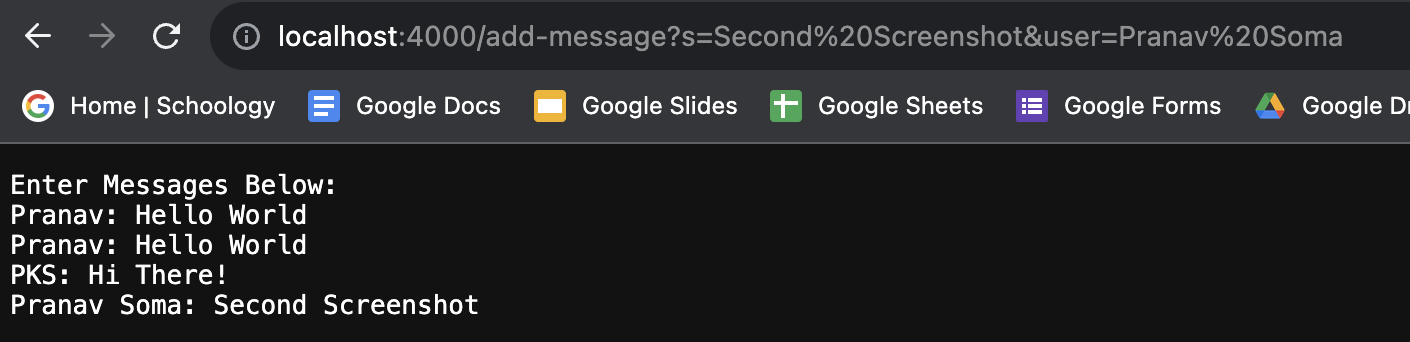 localhost:4000/add-message?s=Second%20Screenshot&user=Pranav%20Soma
Home | Schoology Google Docs Google Slides Google Sheets Google Forms Google Dr
Enter Messages Below:
Pranav: Hello World
Pranav: Hello World
PKS: Hi There!
Pranav Soma: Second Screenshot